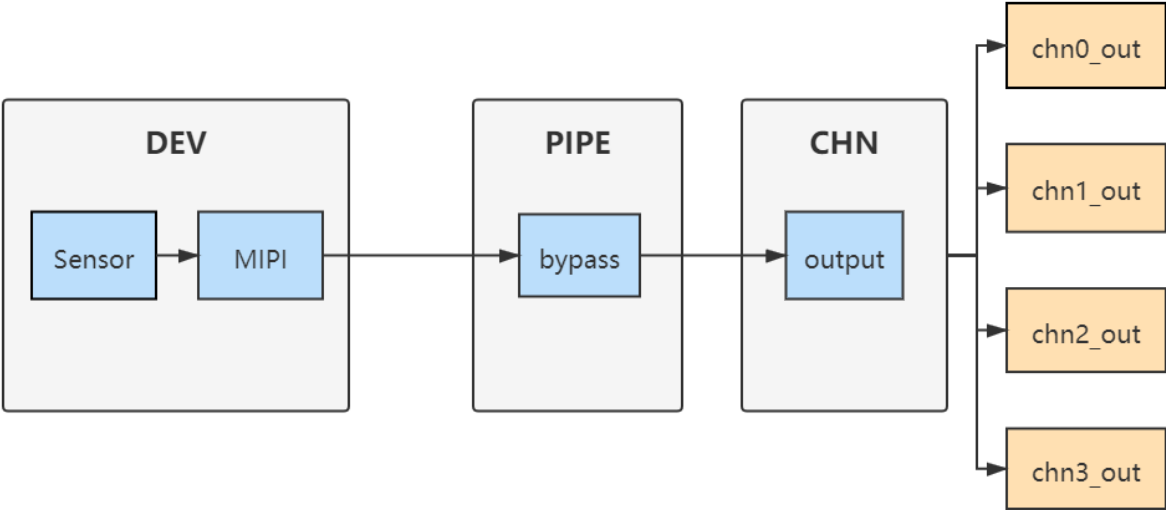 DEV
Sensor
MIPI
PIPE
bypass
CHN
output
chn0_out
chn1_out
chn2_out
chn3_out